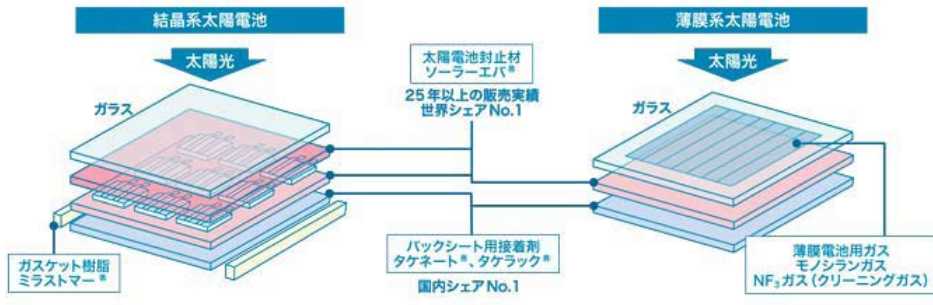 結晶系太陽電池
薄膜系太陽電池
太陽光
太陽光
太陽電池封止材
ソーラーエバ®
25年以上の販売実績
世界シェアNo.1
ガラス
ガラス
ガスケット樹脂
ミラストマー®
バックシート用接着剤
タケネート®、タケラック®
国内シェアNo.1
薄膜電池用ガス
モノシランガス
NF₃ガス(クリーニングガス)